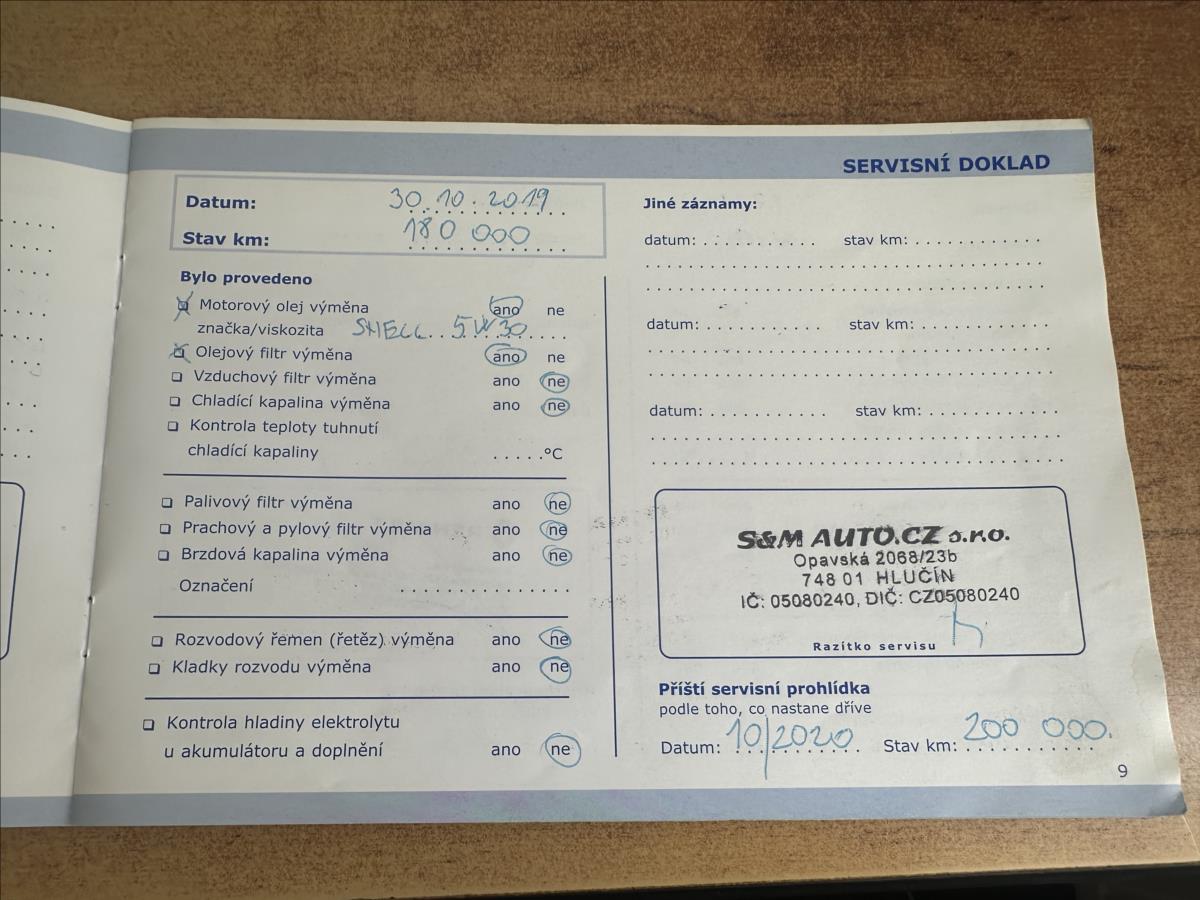 SERVISNÍ DOKLAD
Datum: 30.10.2019
Stav km: 180 000
Bylo provedeno
Motorový olej výměna ano ne
značka/viskozita SHELL 5W30
Olejový filtr výměna ano ne
Vzduchový filtr výměna ano ne
Chladící kapalina výměna ano ne
Kontrola teploty tuhnutí
chladící kapaliny .....°C
Palivový filtr výměna ano ne
Prachový a pylový filtr výměna ano ne
Brzdová kapalina výměna ano ne
Označení
Rozvodový řemen (řetěz) výměna ano ne
Kladky rozvodu výměna ano ne
Kontrola hladiny elektrolytu
u akumulátoru a doplnění ano ne
Jiné záznamy:
datum: stav km:
datum: stav km:
datum: stav km:
S&M AUTO.CZ s.r.o.
Opavská 2068/23b
748 01 HLUČÍN
IČ: 05080240, DIČ: CZ05080240
Razítko servisu
Příští servisní prohlídka
podle toho, co nastane dříve
Datum: 10/2020 Stav km: 200 000.
9